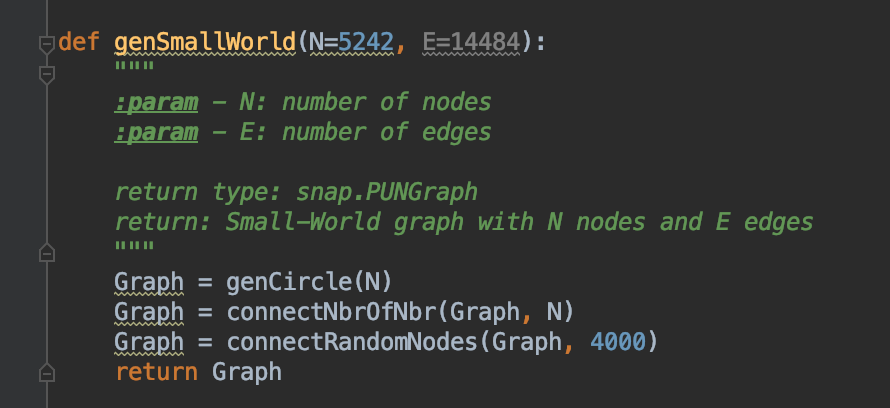 def genSmallWorld(N=5242, E=14484):
"""
:param - N: number of nodes
:param - E: number of edges
return type: snap.PUNGraph
return: Small-World graph with N nodes and E edges
"""
Graph = genCircle(N)
Graph = connectNbrOfNbr(Graph, N)
Graph = connectRandomNodes(Graph, 4000)
return Graph